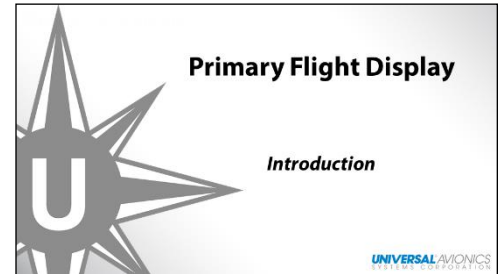 Primary Flight Display
Introduction
U
UNIVERSAL AVIONICS
SYSTEMS CORPORATION